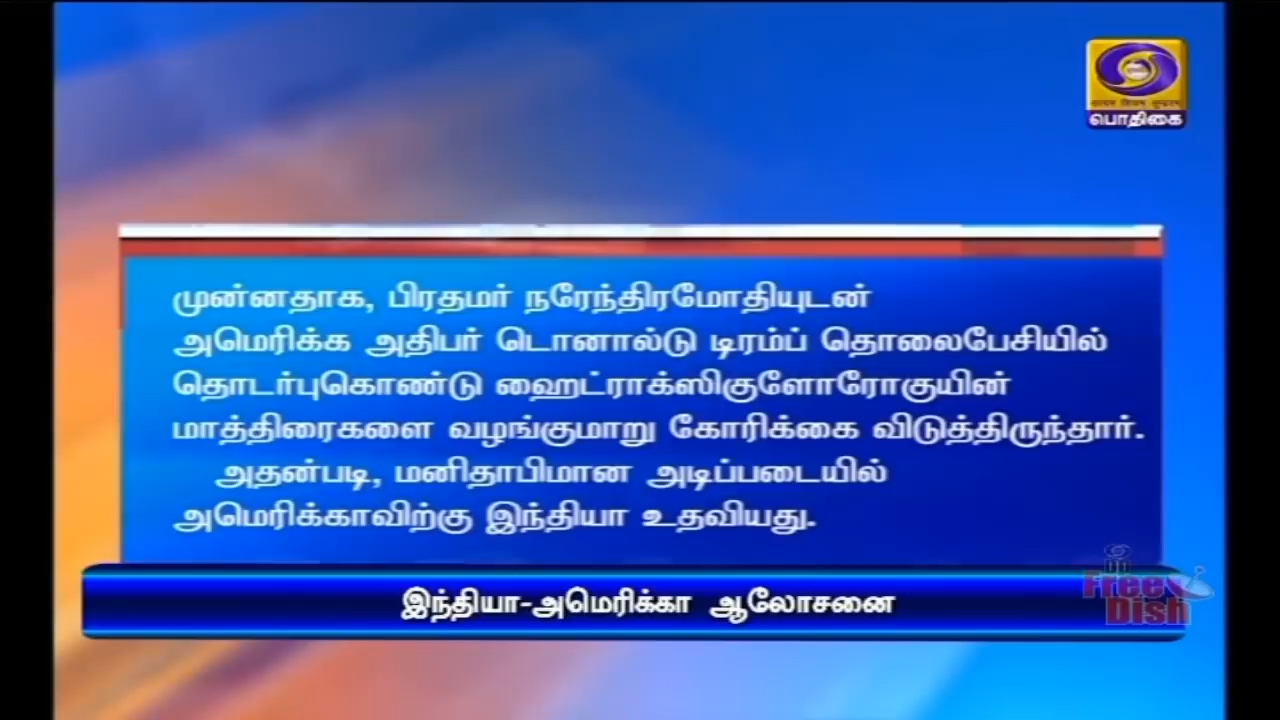 பொதிகை
முன்னதாக, பிரதமர் நரேந்திரமோதியுடன்
அமெரிக்க அதிபர் டொனால்டு டிரம்ப் தொலைபேசியில்
தொடர்புகொண்டு ஹைட்ராக்ஸிகுளோரோகுயின்
மாத்திரைகளை வழங்குமாறு கோரிக்கை விடுத்திருந்தார்.
அதன்படி, மனிதாபிமான அடிப்படையில்
அமெரிக்காவிற்கு இந்தியா உதவியது.
DD
Free
Dish
இந்தியா-அமெரிக்கா ஆலோசனை